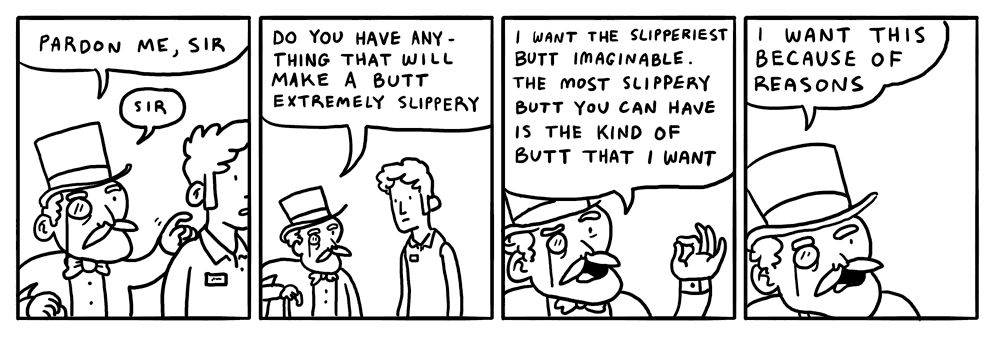 PARDON ME, SIR
SIR
DO YOU HAVE ANY-
THING THAT WILL
MAKE A BUTT
EXTREMELY SLIPPERY
I WANT THE SLIPPERIEST
BUTT IMAGINABLE.
THE MOST SLIPPERY
BUTT YOU CAN HAVE
IS THE KIND OF
BUTT THAT I WANT
I WANT THIS
BECAUSE OF
REASONS